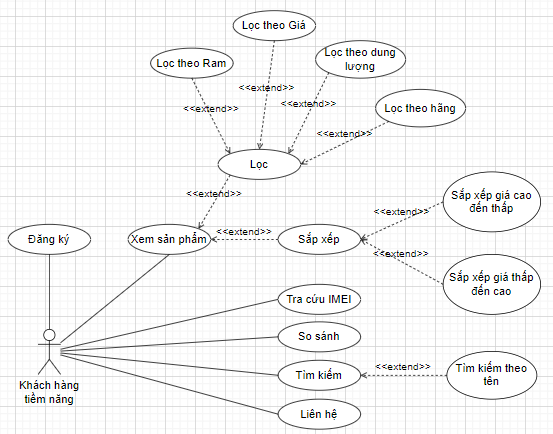 Lọc theo Giá
Lọc theo Ram
Lọc theo dung
lượng
<<extend>>
<<extend>>
<<extend>>
Lọc theo hãng
<<extend>>
Lọc
<<extend>>
Sắp xếp giá cao
đến thấp
<<extend>>
Đăng ký
Xem sản phẩm
<<extend>>
Sắp xếp
<<extend>>
Sắp xếp giá thấp
đến cao
Tra cứu IMEI
So sánh
<<extend>>
Tìm kiếm
Tìm kiếm theo
tên
Khách hàng
tiềm năng
Liên hệ